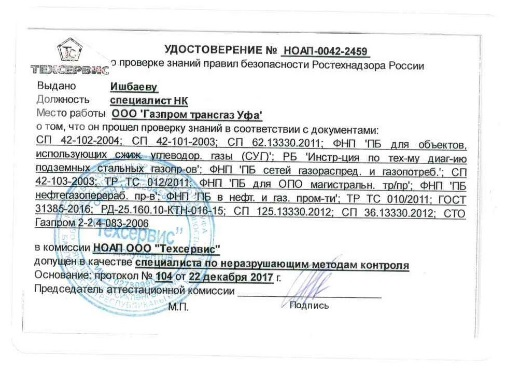 ТЕХСЕРВИС
УДОСТОВЕРЕНИЕ № НОАП-0042-2459
о проверке знаний правил безопасности Ростехнадзора России
Выдано Ишбаеву
Должность специалист НК
Место работы ООО 'Газпром трансгаз Уфа'
о том, что он прошел проверку знаний в соответствии с документами:
СП 42-102-2004; СП 42-101-2003; СП 62.13330.2011; ФНП 'ПБ для объектов,
использующих сжиж. углеводор. газы (СУГ)'; РБ 'Инстр-ция по тех-му диаг-ию
подземных стальных газопр-ов'; ФНП 'ПБ сетей газораспред. и газопотреб.'; СП
42-103-2003; ТР ТС 012/2011; ФНП 'ПБ для ОПО магистральн. тр/пр'; ФНП 'ПБ
нефтегазоперераб. пр-в'; ФНП 'ПБ в нефт. и газ. пром-ти'; ТР ТС 010/2011; ГОСТ
31385-2016; РД-25.160.10-КТН-016-15; СП 125.13330.2012; СП 36.13330.2012; СТО
Газпром 2-2.4-083-2006
"Техсервис"
в комиссии НОАП ООО "Техсервис"
допущен в качестве специалиста по неразрушающим методам контроля
Основание: протокол № 104 от 22 декабря 2017 г.
Председатель аттестационной комиссии
М.П.
Подпись